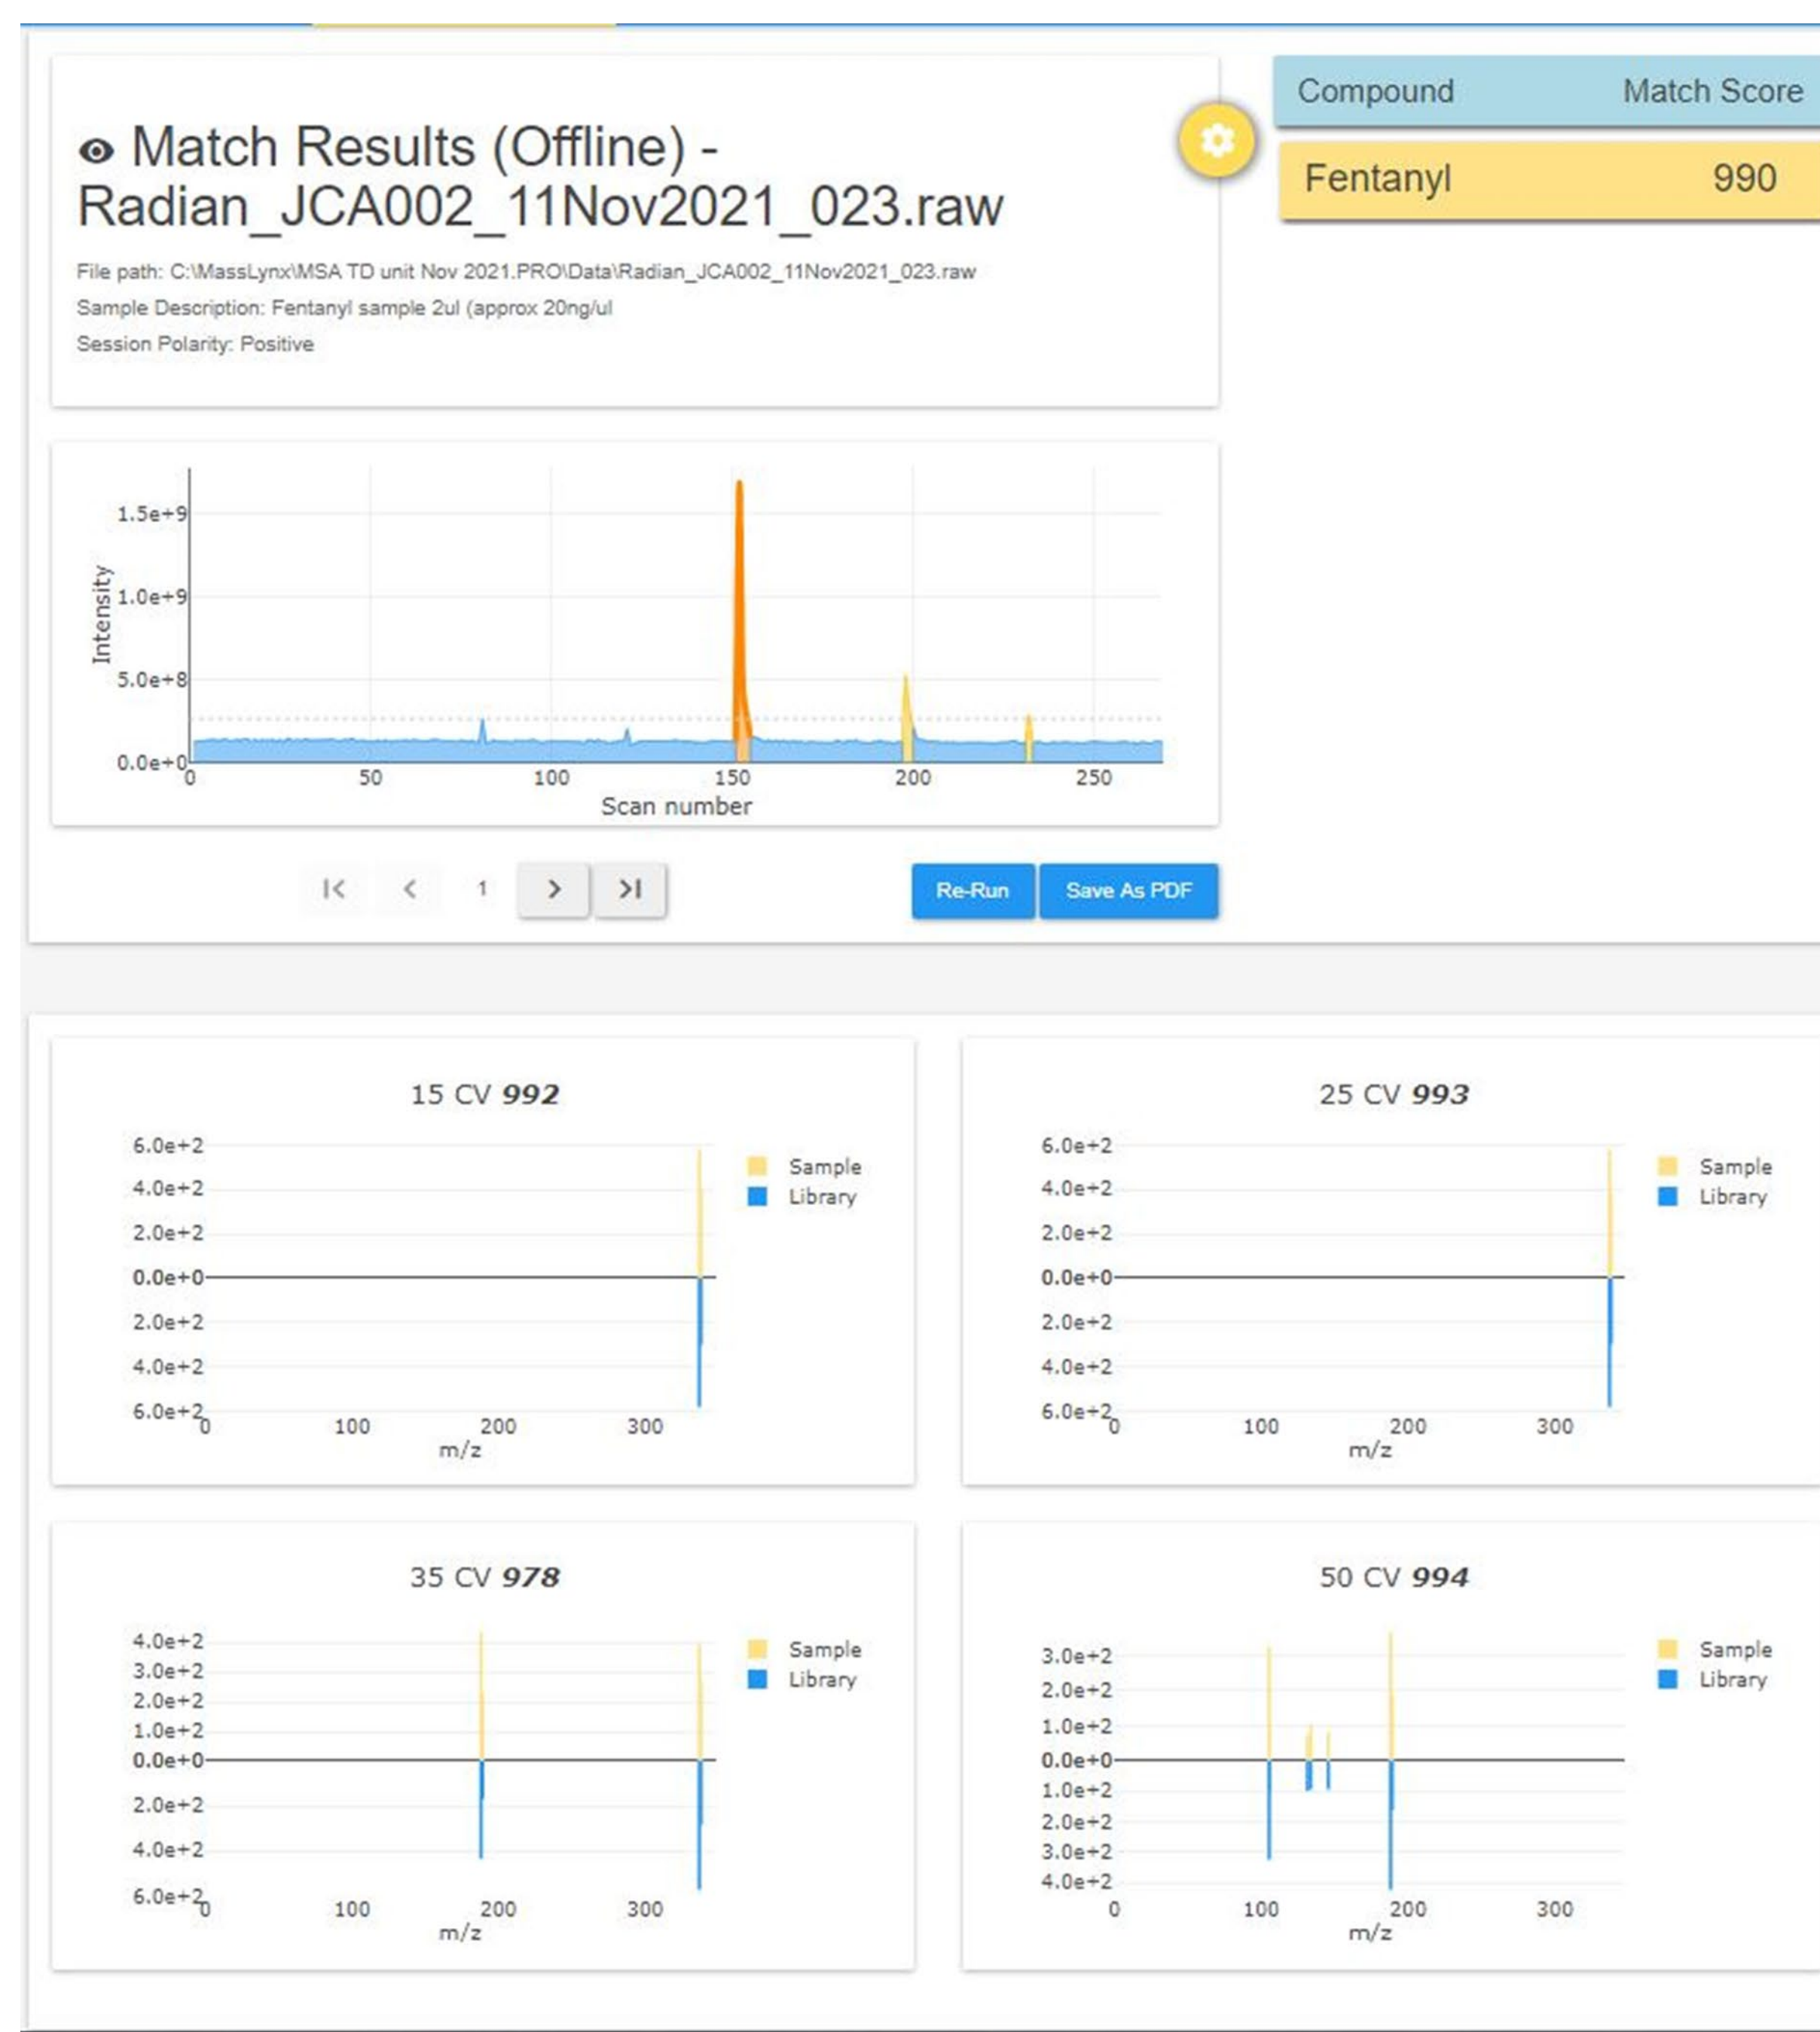 Match Results (Offline) -
Radian_JCA002_11Nov2021_023.raw
File path: C:\MassLynx\MSA TD unit Nov 2021.PRO\Data\Radian_JCA002_11Nov2021_023.raw
Sample Description: Fentanyl sample 2ul (approx 20ng/ul
Session Polarity: Positive
Compound Match Score
Fentanyl 990
Intensity
1.5e+9
1.0e+9
5.0e+8
0.0e+0
0 50 100 150 200 250
Scan number
1
Re-Run Save As PDF
15 CV 992
6.0e+2
4.0e+2
2.0e+2
0.0e+0
2.0e+2
4.0e+2
6.0e+2
0 100 200 300
m/z
Sample
Library
25 CV 993
6.0e+2
4.0e+2
2.0e+2
0.0e+0
2.0e+2
4.0e+2
6.0e+2
0 100 200 300
m/z
Sample
Library
35 CV 978
4.0e+2
3.0e+2
2.0e+2
1.0e+2
0.0e+0
2.0e+2
4.0e+2
6.0e+2
0 100 200 300
m/z
Sample
Library
50 CV 994
3.0e+2
2.0e+2
1.0e+2
0.0e+0
1.0e+2
2.0e+2
3.0e+2
4.0e+2
0 100 200 300
m/z
Sample
Library